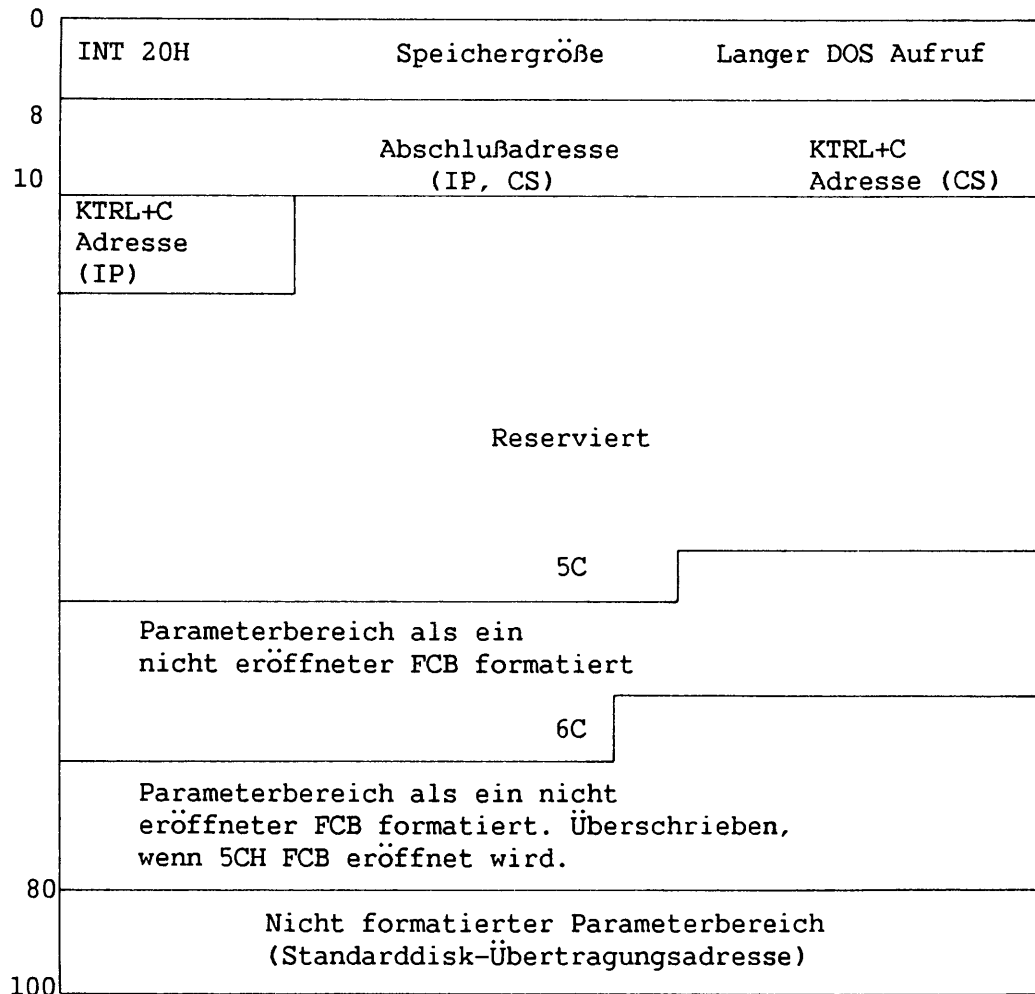 0
INT 20H Speichergröße Langer DOS Aufruf
8
Abschlußadresse KTRL+C
10 (IP, CS) Adresse (CS)
KTRL+C
Adresse
(IP)
Reserviert
5C
Parameterbereich als ein
nicht eröffneter FCB formatiert
6C
Parameterbereich als ein nicht
eröffneter FCB formatiert. Überschrieben,
wenn 5CH FCB eröffnet wird.
80
Nicht formatierter Parameterbereich
(Standarddisk-Übertragungsadresse)
100